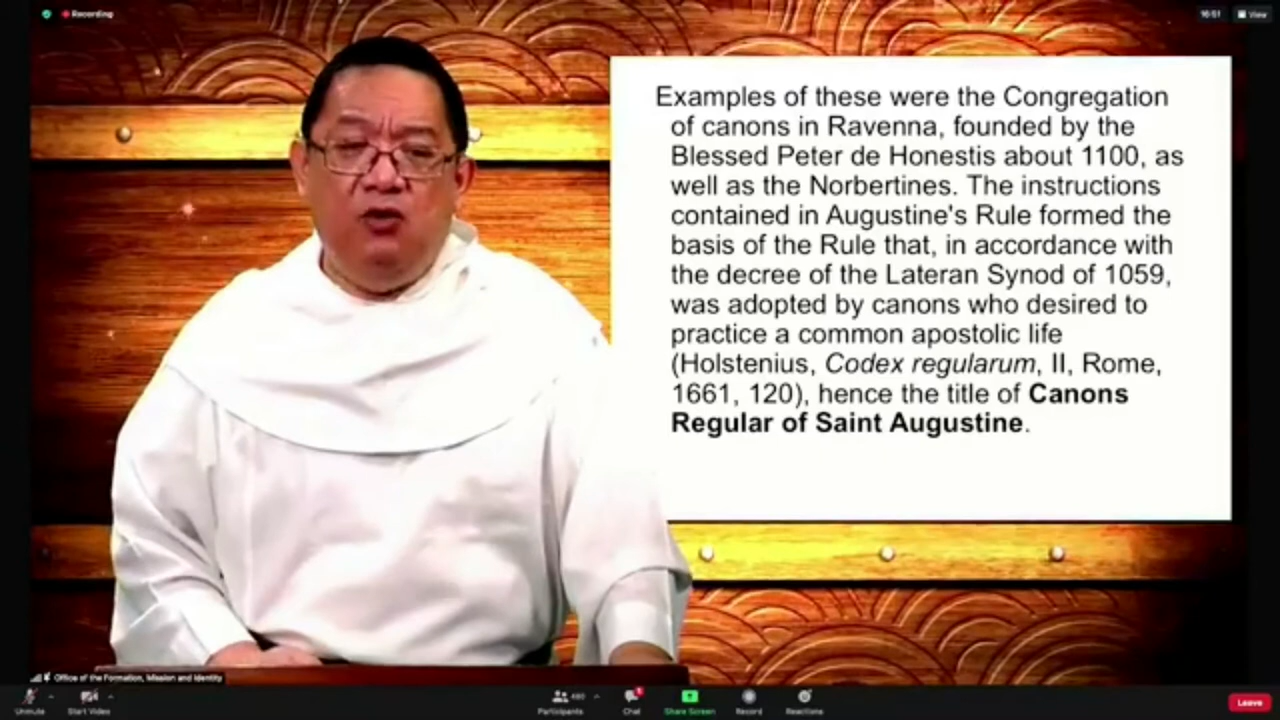 Recording
16:51
View
Examples of these were the Congregation
of canons in Ravenna, founded by the
Blessed Peter de Honestis about 1100, as
well as the Norbertines. The instructions
contained in Augustine's Rule formed the
basis of the Rule that, in accordance with
the decree of the Lateran Synod of 1059,
was adopted by canons who desired to
practice a common apostolic life
(Holstenius, Codex regularum, II, Rome,
1661, 120), hence the title of Canons
Regular of Saint Augustine.
Office of the Formation, Mission and Identity
Unmute
Start Video
Participants
480
Chat
Share Screen
Record
Reactions
Leave